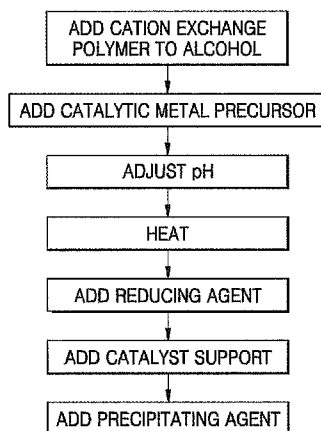 ADD CATION EXCHANGE
POLYMER TO ALCOHOL
ADD CATALYTIC METAL PRECURSOR
ADJUST pH
HEAT
ADD REDUCING AGENT
ADD CATALYST SUPPORT
ADD PRECIPITATING AGENT